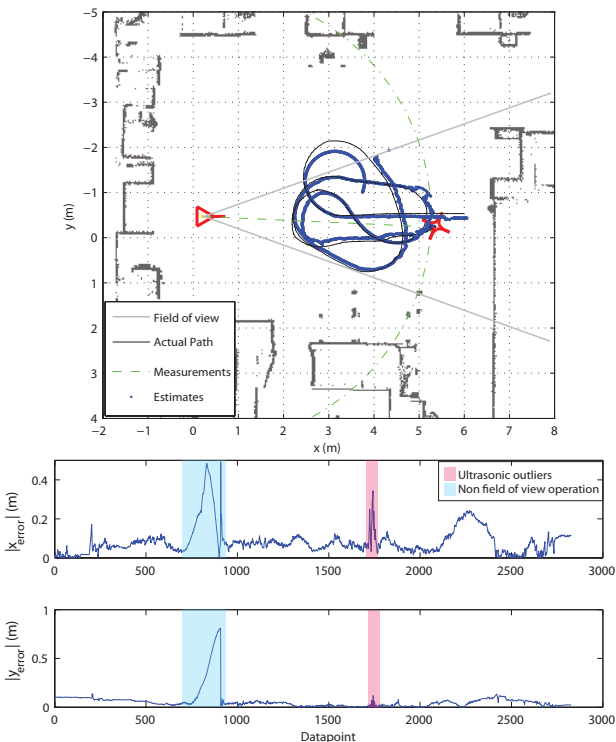 −5
−4
−3
−2
−1
0
1
2
3
4
y (m)
Field of view
Actual Path
Measurements
Estimates
−2 −1 0 1 2 3 4 5 6 7 8
x (m)
0.4
0.2
0
|x_error| (m)
Ultrasonic outliers
Non field of view operation
0 500 1000 1500 2000 2500 3000
1
0.5
0
|y_error| (m)
0 500 1000 1500 2000 2500 3000
Datapoint